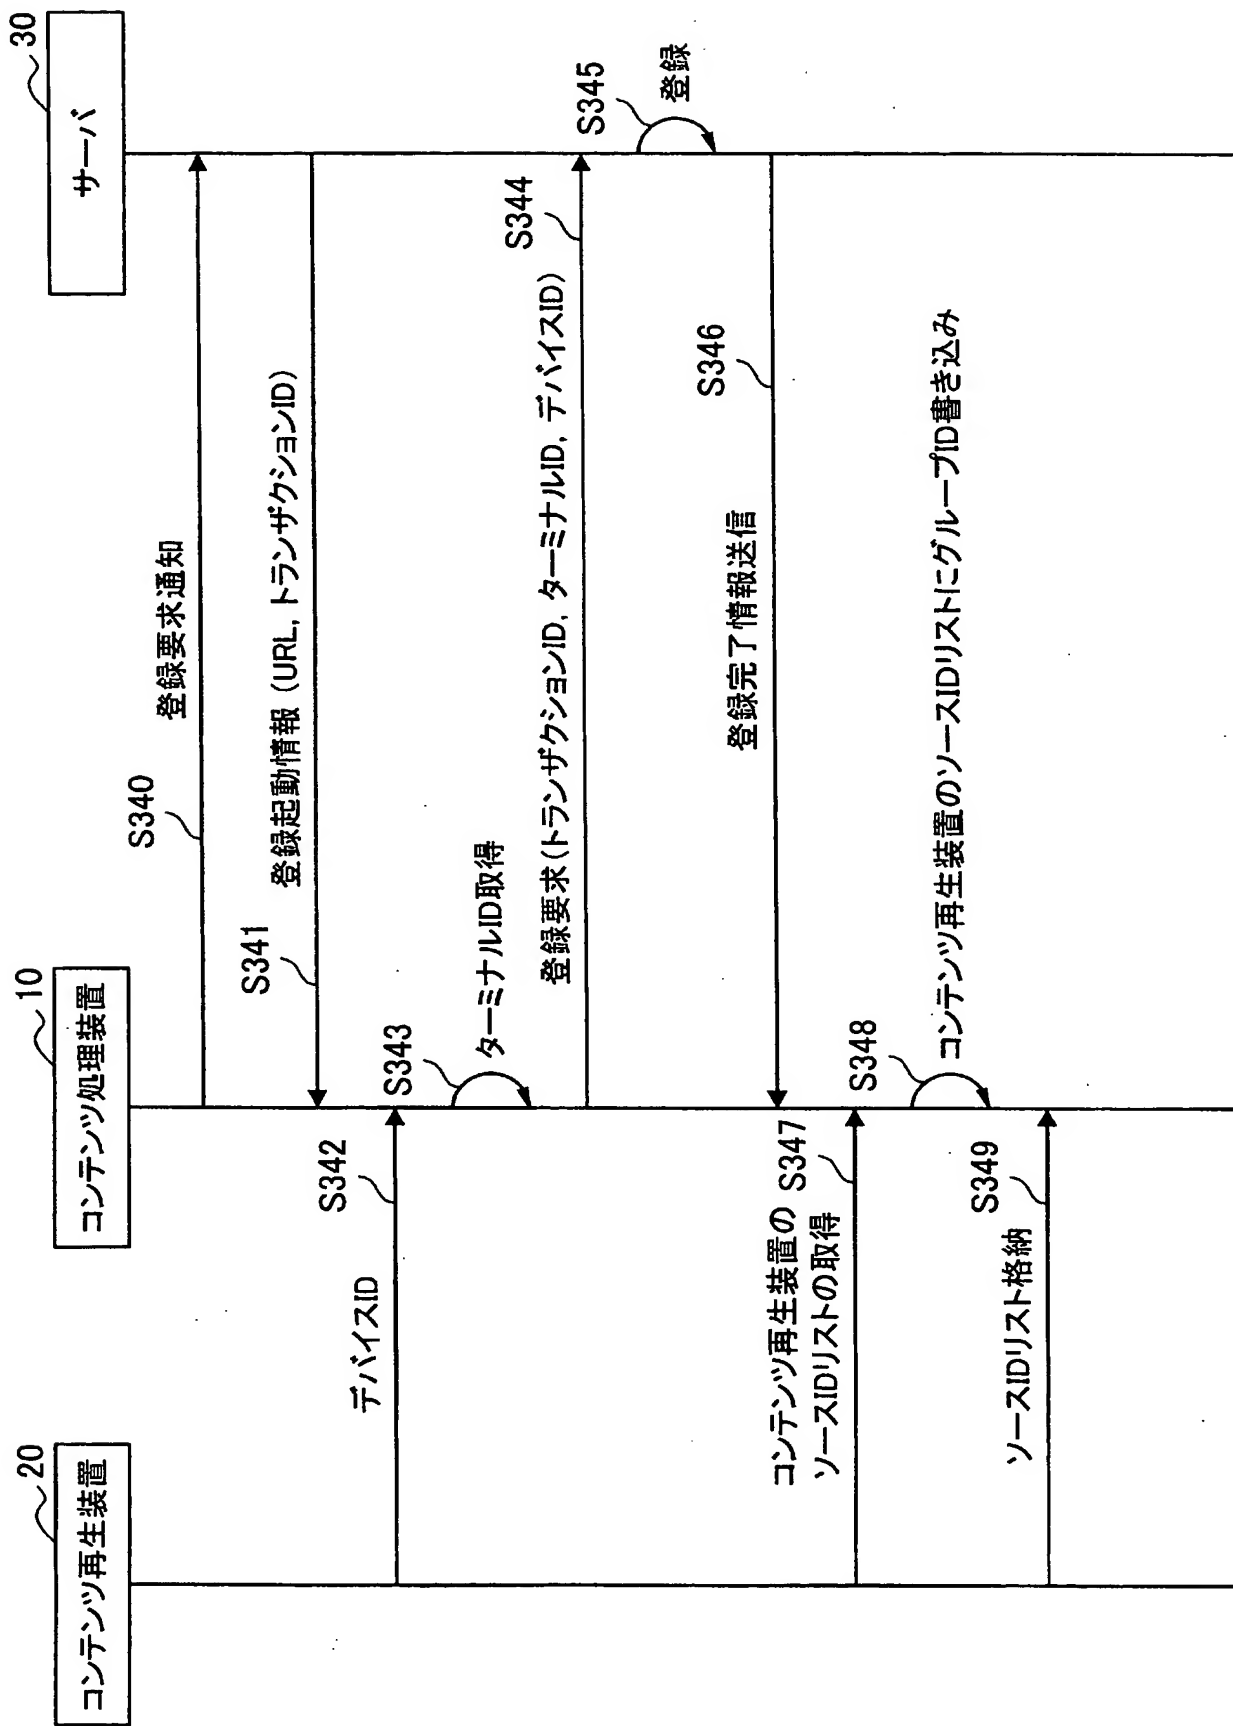 20
コンテンツ再生装置
10
コンテンツ処理装置
30
サーバ
S340
登録要求通知
S341
登録起動情報 (URL, トランザクションID)
S342
デバイスID
S343
ターミナルID取得
S344
登録要求(トランザクションID, ターミナルID, デバイスID)
S345
登録
S346
登録完了情報送信
S347
コンテンツ再生装置の
ソースIDリストの取得
S348
コンテンツ再生装置のソースIDリストにグループID書き込み
S349
ソースIDリスト格納